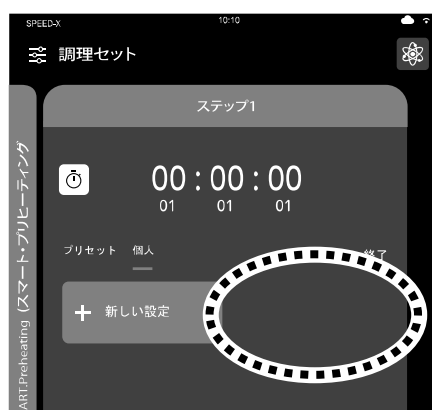 SPEED-X 10:10
調理セット
ステップ1
00 : 00 : 00
01 01 01
プリセット 個人 終了
+ 新しい設定
ART.Preheating (スマート・プリヒーティング